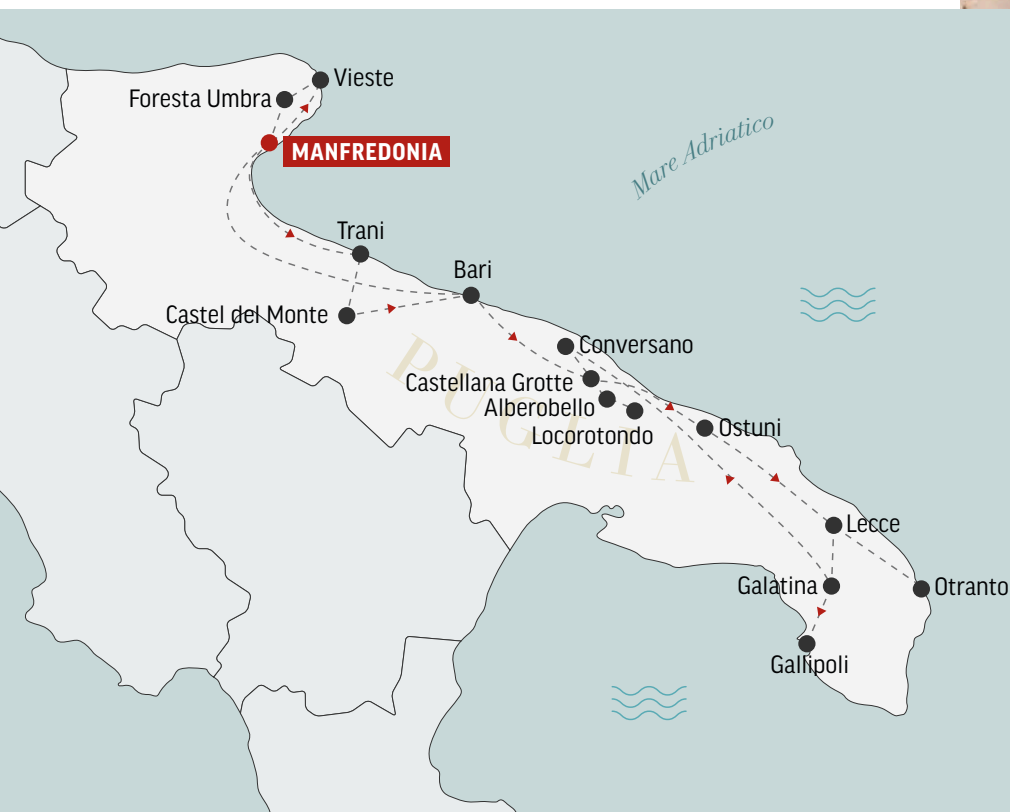 Vieste
Foresta Umbra
MANFREDONIA
Mare Adriatico
Trani
Bari
Castel del Monte
Conversano
PUGLIA
Castellana Grotte
Alberobello
Locorotondo
Ostuni
Lecce
Galatina
Otranto
Gallipoli